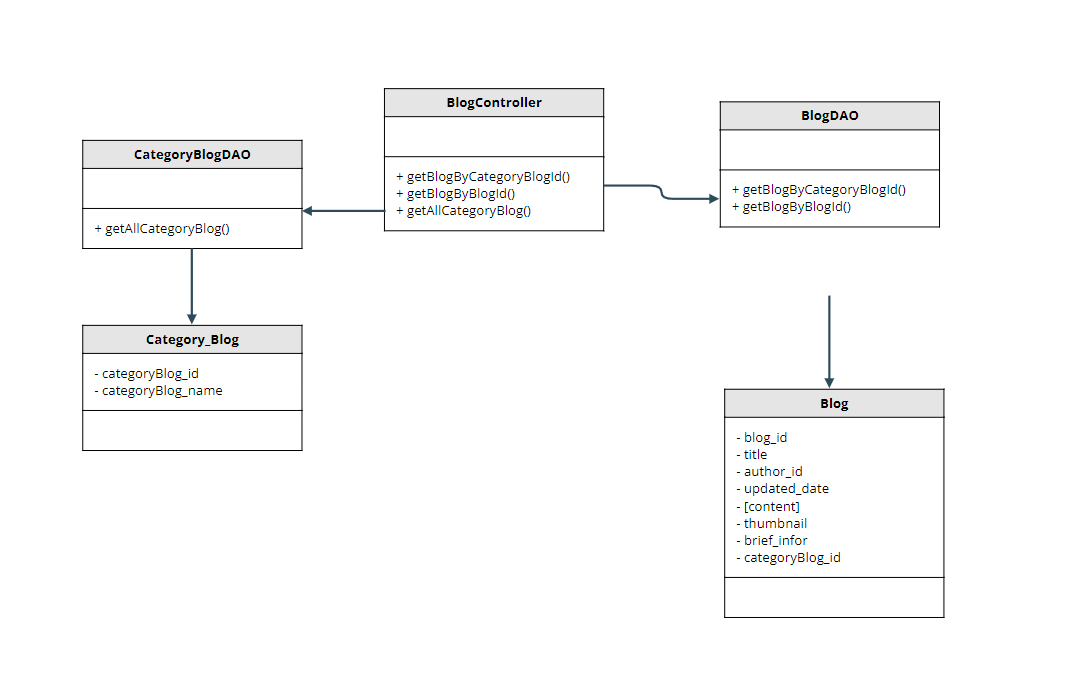 BlogController
+ getBlogByCategoryBlogId()
+ getBlogByBlogId()
+ getAllCategoryBlog()
BlogDAO
+ getBlogByCategoryBlogId()
+ getBlogByBlogId()
CategoryBlogDAO
+ getAllCategoryBlog()
Category_Blog
- categoryBlog_id
- categoryBlog_name
Blog
- blog_id
- title
- author_id
- updated_date
- [content]
- thumbnail
- brief_infor
- categoryBlog_id